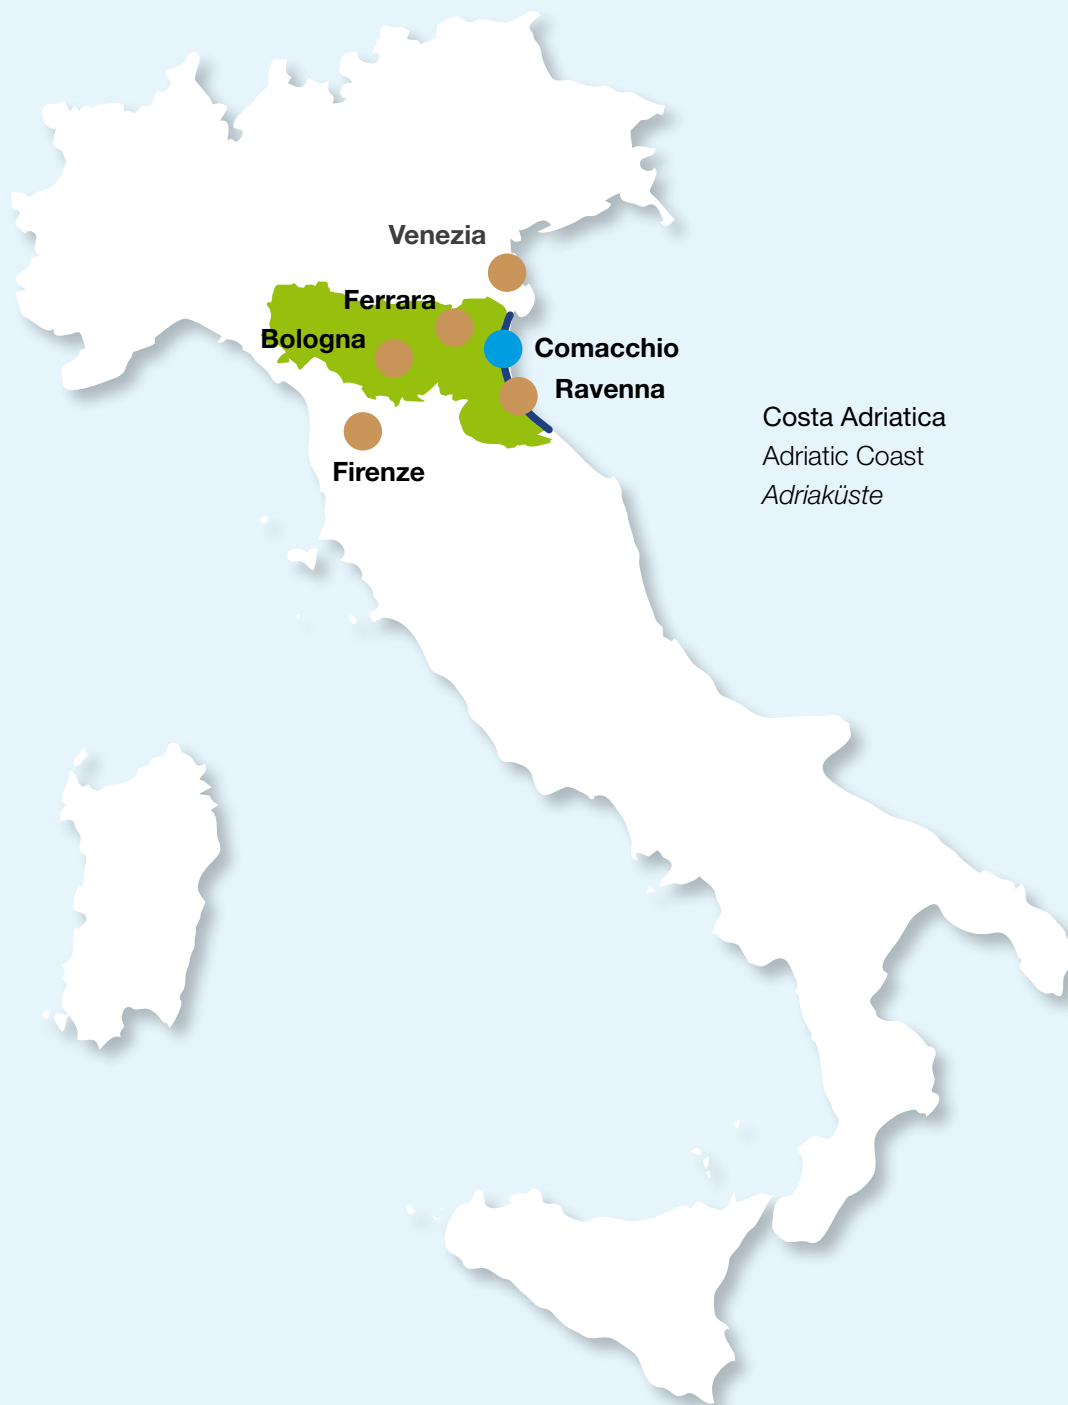 Venezia
Ferrara
Bologna
Comacchio
Ravenna
Costa Adriatica
Adriatic Coast
Adriaküste
Firenze